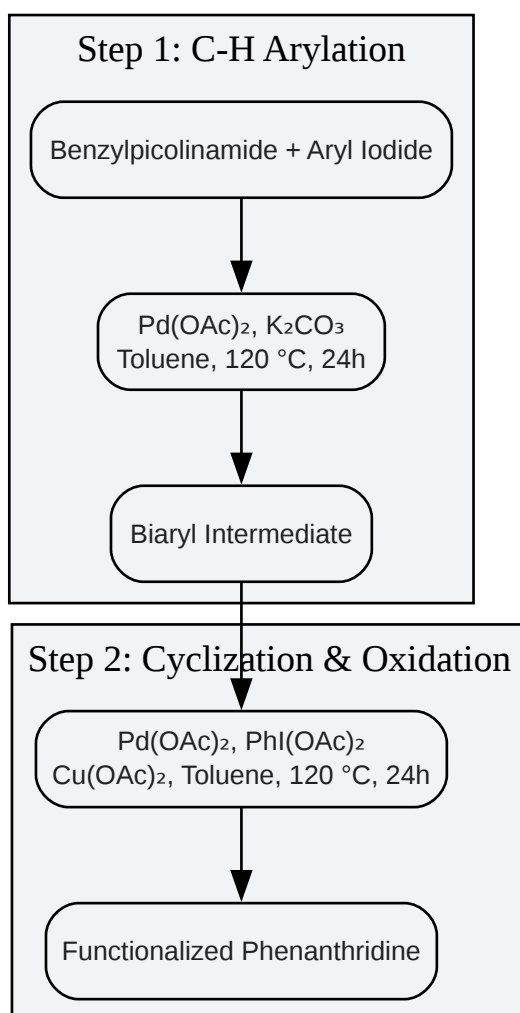 Step 1: C-H Arylation
Benzylpicolinamide + Aryl Iodide
Pd(OAc)₂, K₂CO₃
Toluene, 120 °C, 24h
Biaryl Intermediate
Step 2: Cyclization & Oxidation
Pd(OAc)₂, PhI(OAc)₂
Cu(OAc)₂, Toluene, 120 °C, 24h
Functionalized Phenanthridine